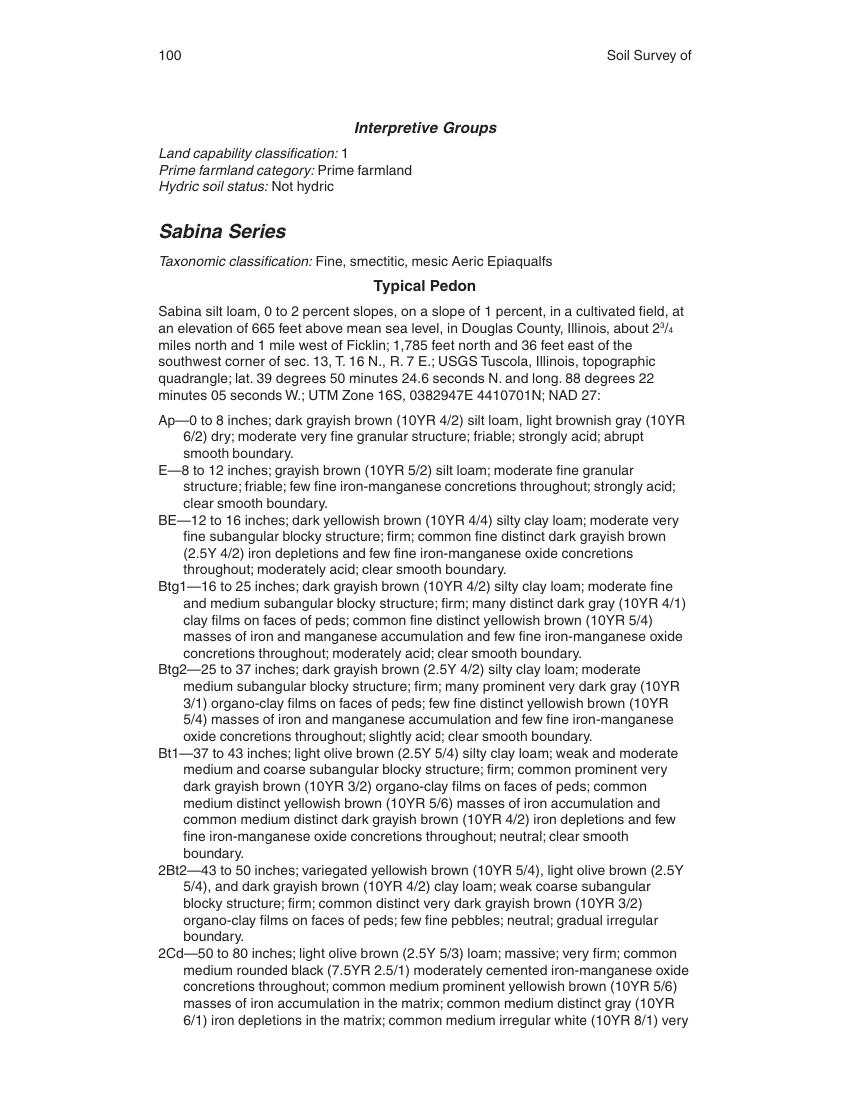 100
Soil Survey of
Interpretive Groups
Land capability classification: 1
Prime farmland category: Prime farmland
Hydric soil status: Not hydric
Sabina Series
Taxonomic classification: Fine, smectitic, mesic Aeric Epiaqualfs
Typical Pedon
Sabina silt loam, 0 to 2 percent slopes, on a slope of 1 percent, in a cultivated field, at
an elevation of 665 feet above mean sea level, in Douglas County, Illinois, about 2³/₄
miles north and 1 mile west of Ficklin; 1,785 feet north and 36 feet east of the
southwest corner of sec. 13, T. 16 N., R. 7 E.; USGS Tuscola, Illinois, topographic
quadrangle; lat. 39 degrees 50 minutes 24.6 seconds N. and long. 88 degrees 22
minutes 05 seconds W.; UTM Zone 16S, 0382947E 4410701N; NAD 27:
Ap—0 to 8 inches; dark grayish brown (10YR 4/2) silt loam, light brownish gray (10YR
6/2) dry; moderate very fine granular structure; friable; strongly acid; abrupt
smooth boundary.
E—8 to 12 inches; grayish brown (10YR 5/2) silt loam; moderate fine granular
structure; friable; few fine iron-manganese concretions throughout; strongly acid;
clear smooth boundary.
BE—12 to 16 inches; dark yellowish brown (10YR 4/4) silty clay loam; moderate very
fine subangular blocky structure; firm; common fine distinct dark grayish brown
(2.5Y 4/2) iron depletions and few fine iron-manganese oxide concretions
throughout; moderately acid; clear smooth boundary.
Btg1—16 to 25 inches; dark grayish brown (10YR 4/2) silty clay loam; moderate fine
and medium subangular blocky structure; firm; many distinct dark gray (10YR 4/1)
clay films on faces of peds; common fine distinct yellowish brown (10YR 5/4)
masses of iron and manganese accumulation and few fine iron-manganese oxide
concretions throughout; moderately acid; clear smooth boundary.
Btg2—25 to 37 inches; dark grayish brown (2.5Y 4/2) silty clay loam; moderate
medium subangular blocky structure; firm; many prominent very dark gray (10YR
3/1) organo-clay films on faces of peds; few fine distinct yellowish brown (10YR
5/4) masses of iron and manganese accumulation and few fine iron-manganese
oxide concretions throughout; slightly acid; clear smooth boundary.
Bt1—37 to 43 inches; light olive brown (2.5Y 5/4) silty clay loam; weak and moderate
medium and coarse subangular blocky structure; firm; common prominent very
dark grayish brown (10YR 3/2) organo-clay films on faces of peds; common
medium distinct yellowish brown (10YR 5/6) masses of iron accumulation and
common medium distinct dark grayish brown (10YR 4/2) iron depletions and few
fine iron-manganese oxide concretions throughout; neutral; clear smooth
boundary.
2Bt2—43 to 50 inches; variegated yellowish brown (10YR 5/4), light olive brown (2.5Y
5/4), and dark grayish brown (10YR 4/2) clay loam; weak coarse subangular
blocky structure; firm; common distinct very dark grayish brown (10YR 3/2)
organo-clay films on faces of peds; few fine pebbles; neutral; gradual irregular
boundary.
2Cd—50 to 80 inches; light olive brown (2.5Y 5/3) loam; massive; very firm; common
medium rounded black (7.5YR 2.5/1) moderately cemented iron-manganese oxide
concretions throughout; common medium prominent yellowish brown (10YR 5/6)
masses of iron accumulation in the matrix; common medium distinct gray (10YR
6/1) iron depletions in the matrix; common medium irregular white (10YR 8/1) very